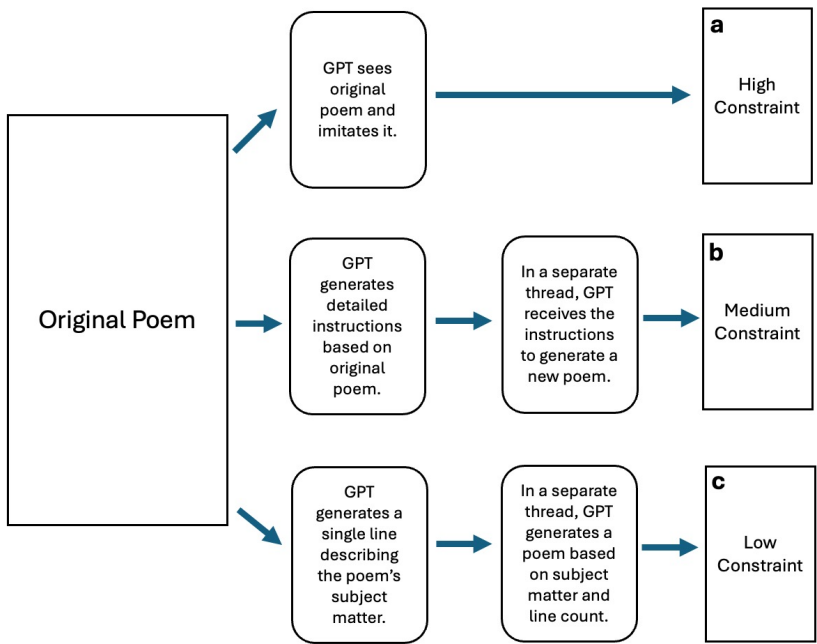 Original Poem
GPT sees
original
poem and
imitates it.
a
High
Constraint
GPT
generates
detailed
instructions
based on
original
poem.
In a separate
thread, GPT
receives the
instructions
to generate a
new poem.
b
Medium
Constraint
GPT
generates a
single line
describing
the poem’s
subject
matter.
In a separate
thread, GPT
generates a
poem based
on subject
matter and
line count.
c
Low
Constraint